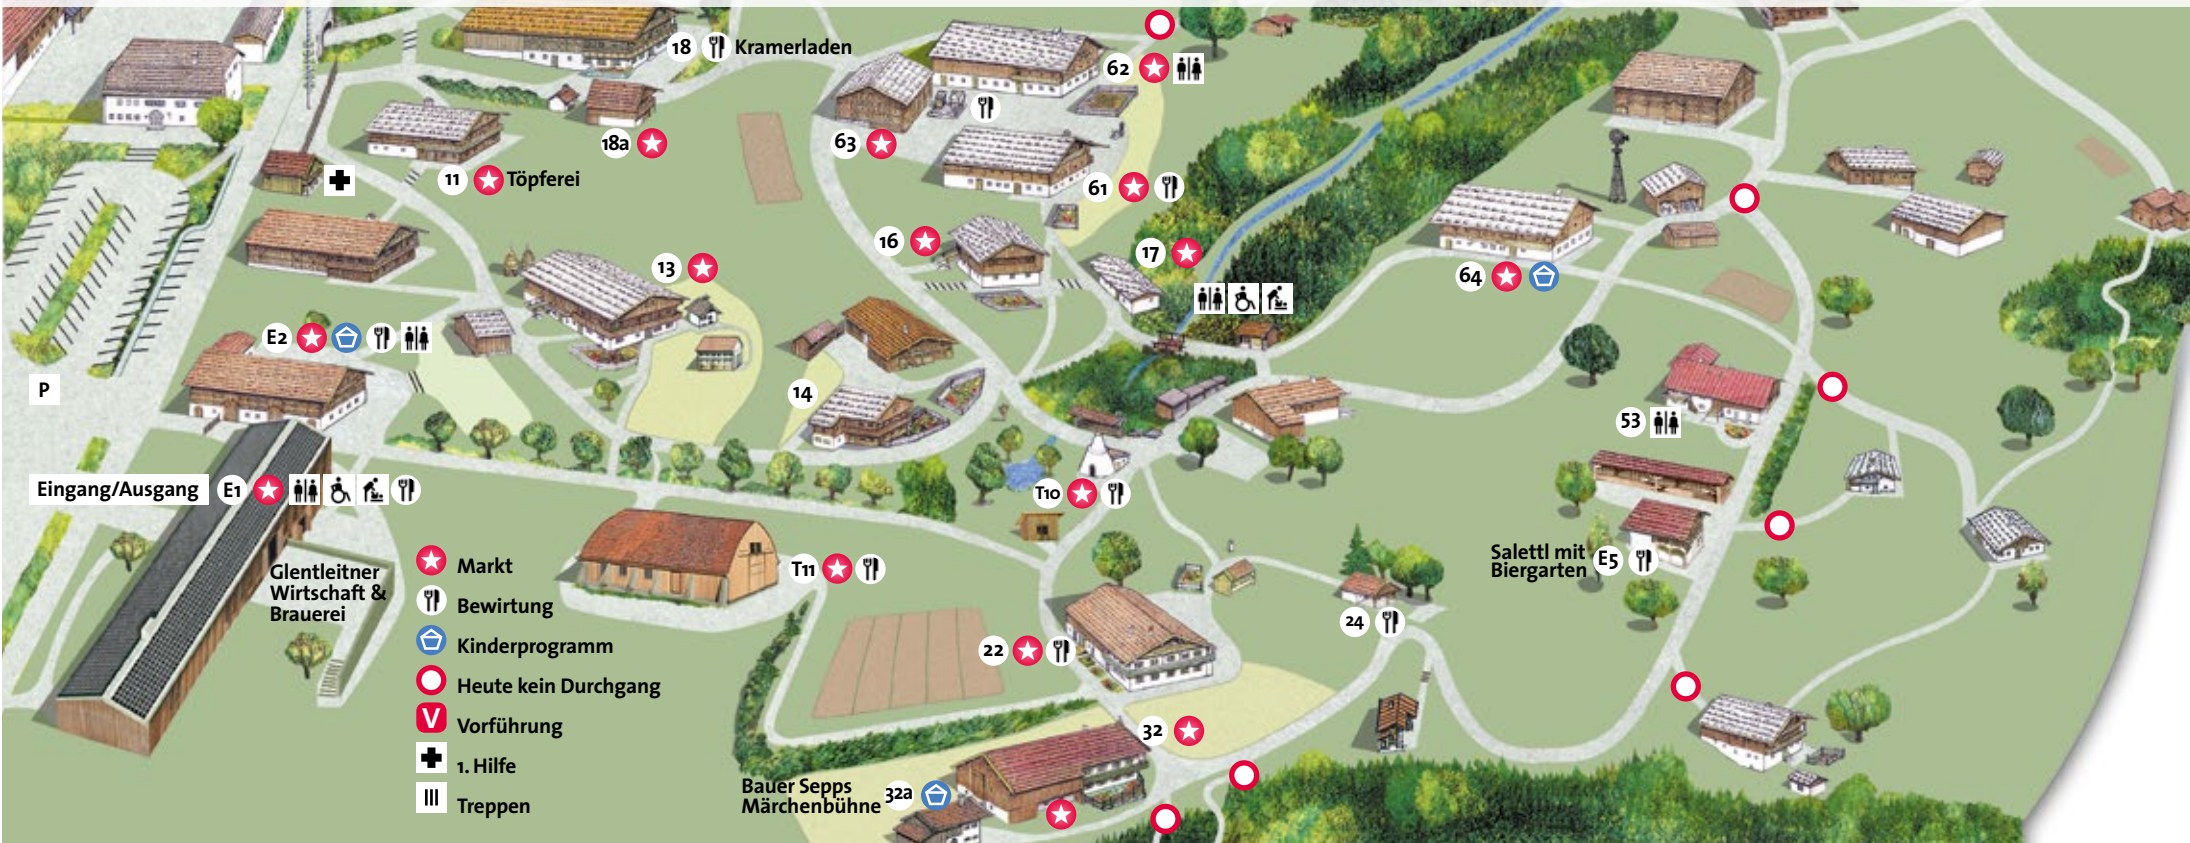 18 Kramerladen
62
63
18a
11 Töpferei
61
16
17
13
64
E2
P
14
53
Eingang/Ausgang E1
T10
Glentleitner
Wirtschaft &
Brauerei
T11
Salettl mit
Biergarten E5
24
22
32
Bauer Sepps
Märchenbühne 32a
Markt
Bewirtung
Kinderprogramm
Heute kein Durchgang
V Vorführung
1. Hilfe
Treppen